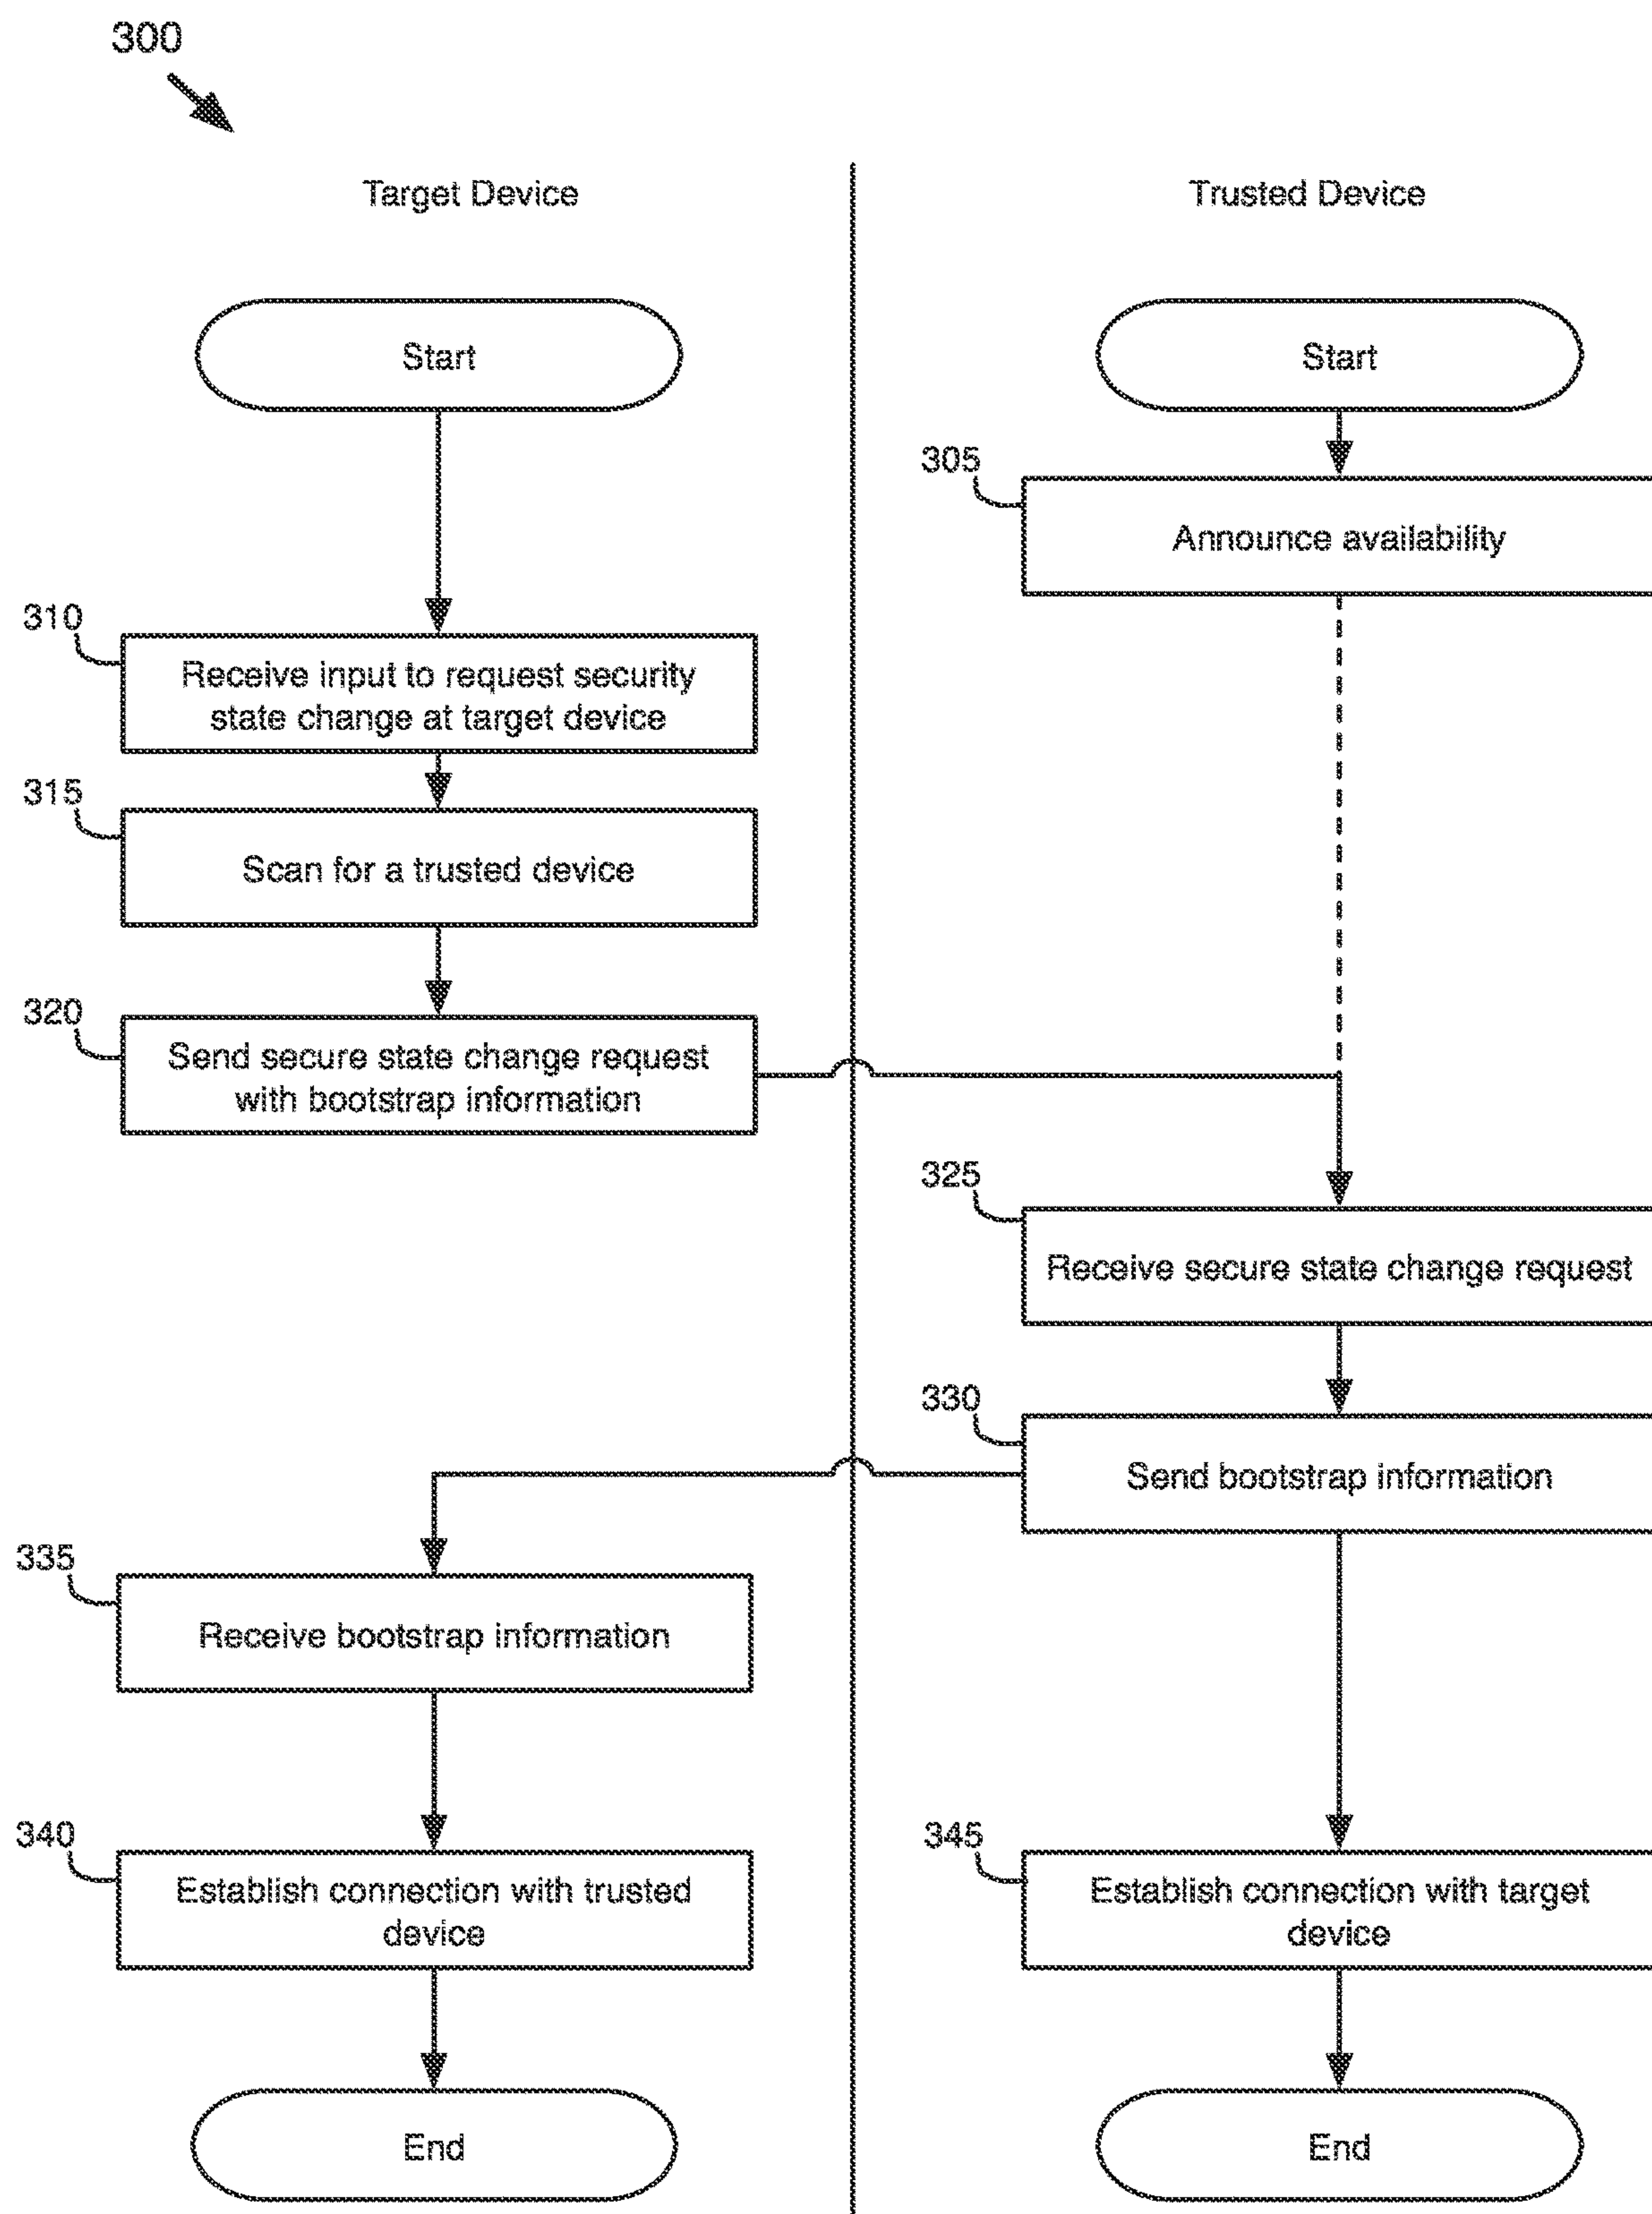 300
Target Device
Trusted Device
Start
Start
305
Announce availability
310
Receive input to request security
state change at target device
315
Scan for a trusted device
320
Send secure state change request
with bootstrap information
325
Receive secure state change request
330
Send bootstrap information
335
Receive bootstrap information
340
Establish connection with trusted
device
345
Establish connection with target
device
End
End